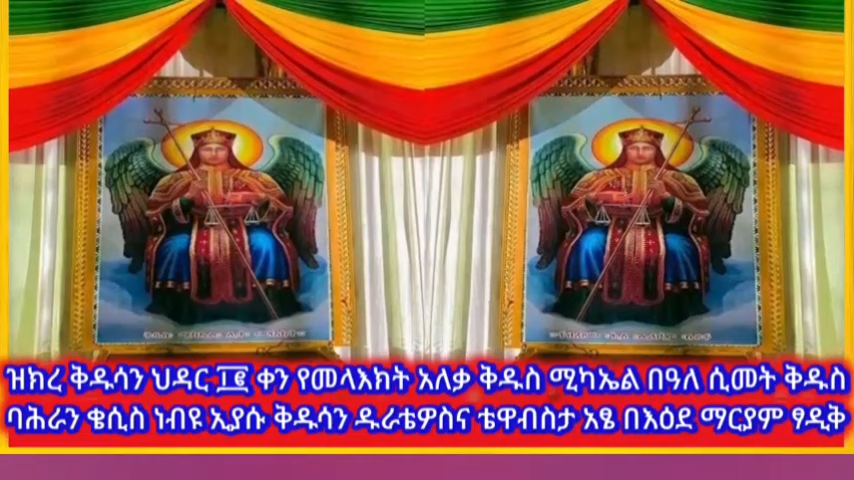 ዝክረ ቅዱሳን ህዳር ፲፪ ቀን የመላእክት አለቃ ቅዱስ ሚካኤል በዓለ ሲመት ቅዱስ
ባሕራን ቄሲስ ነብዩ ኢያሱ ቅዱሳን ዱራቴዎስና ቴዋብስታ አፄ በእዕደ ማርያም ፃዲቅ